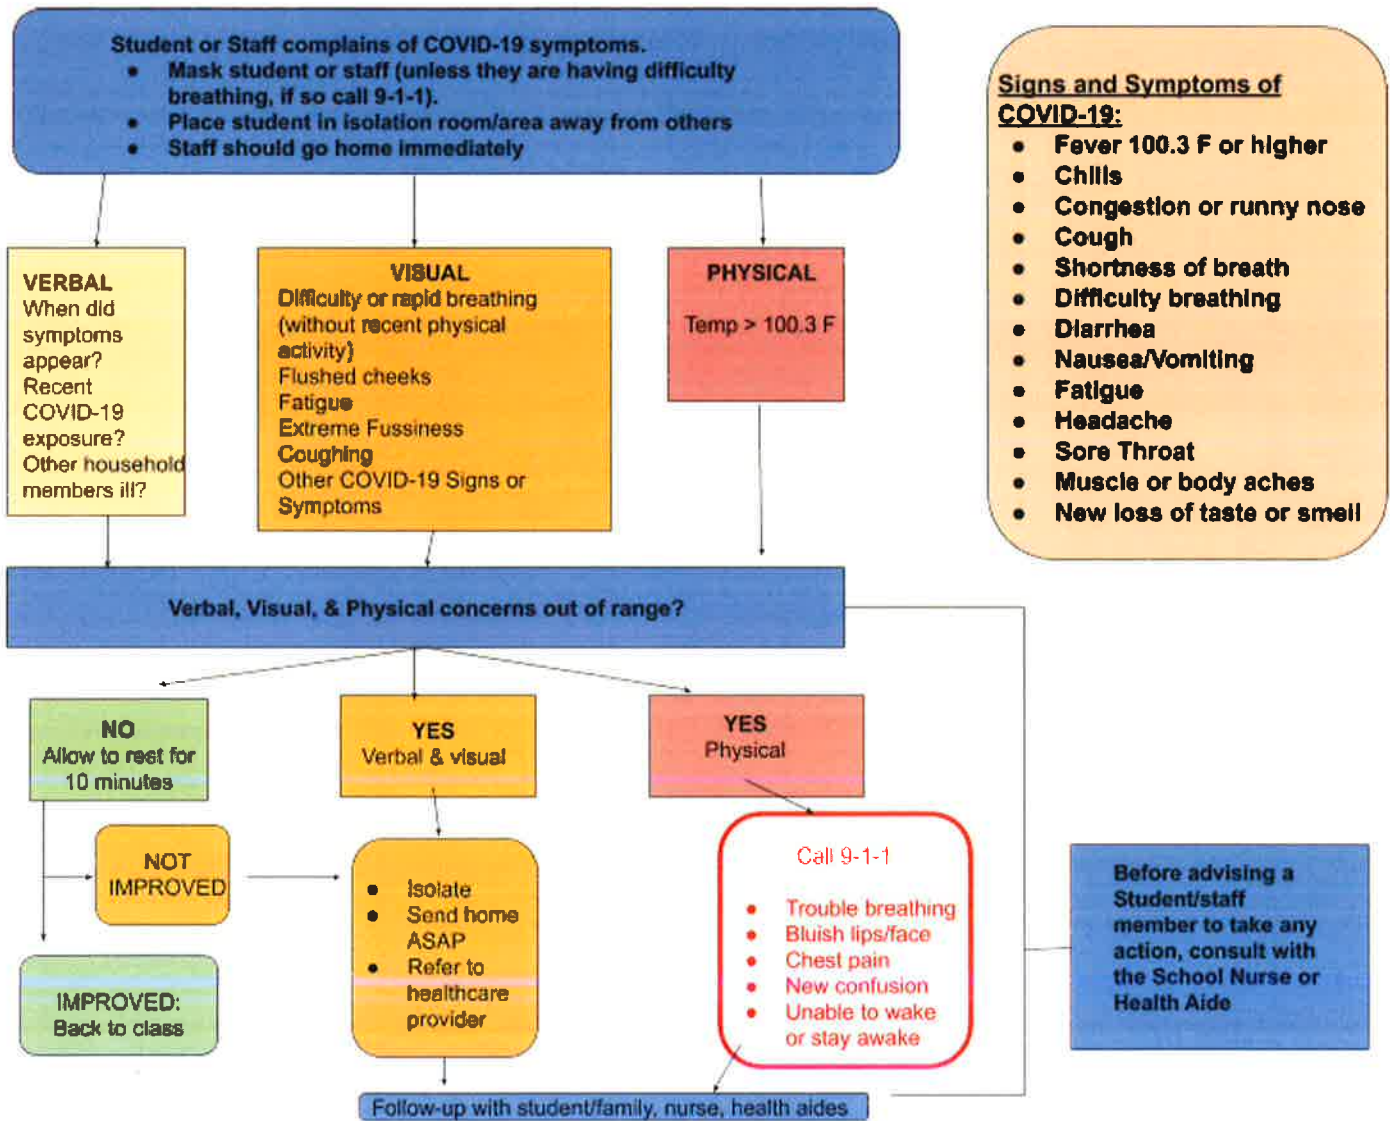 Student or Staff complains of COVID-19 symptoms.
● Mask student or staff (unless they are having difficulty
breathing, if so call 9-1-1).
● Place student in isolation room/area away from others
● Staff should go home immediately
Signs and Symptoms of
COVID-19:
● Fever 100.3 F or higher
● Chills
● Congestion or runny nose
● Cough
● Shortness of breath
● Difficulty breathing
● Diarrhea
● Nausea/Vomiting
● Fatigue
● Headache
● Sore Throat
● Muscle or body aches
● New loss of taste or smell
VERBAL
When did
symptoms
appear?
Recent
COVID-19
exposure?
Other household
members ill?
VISUAL
Difficulty or rapid breathing
(without recent physical
activity)
Flushed cheeks
Fatigue
Extreme Fussiness
Coughing
Other COVID-19 Signs or
Symptoms
PHYSICAL
Temp > 100.3 F
Verbal, Visual, & Physical concerns out of range?
NO
Allow to rest for
10 minutes
YES
Verbal & visual
YES
Physical
NOT
IMPROVED
IMPROVED:
Back to class
● Isolate
● Send home
ASAP
● Refer to
healthcare
provider
Call 9-1-1
● Trouble breathing
● Bluish lips/face
● Chest pain
● New confusion
● Unable to wake
or stay awake
Before advising a
Student/staff
member to take any
action, consult with
the School Nurse or
Health Aide
Follow-up with student/family, nurse, health aides